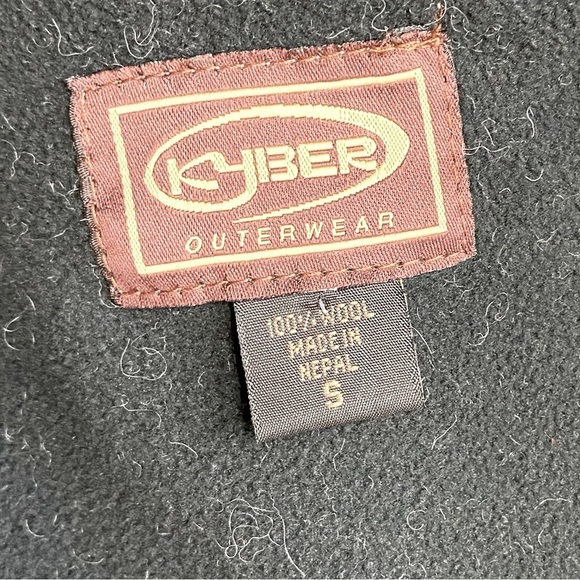 KYBER
OUTERWEAR
100% WOOL
MADE IN
NEPAL
S